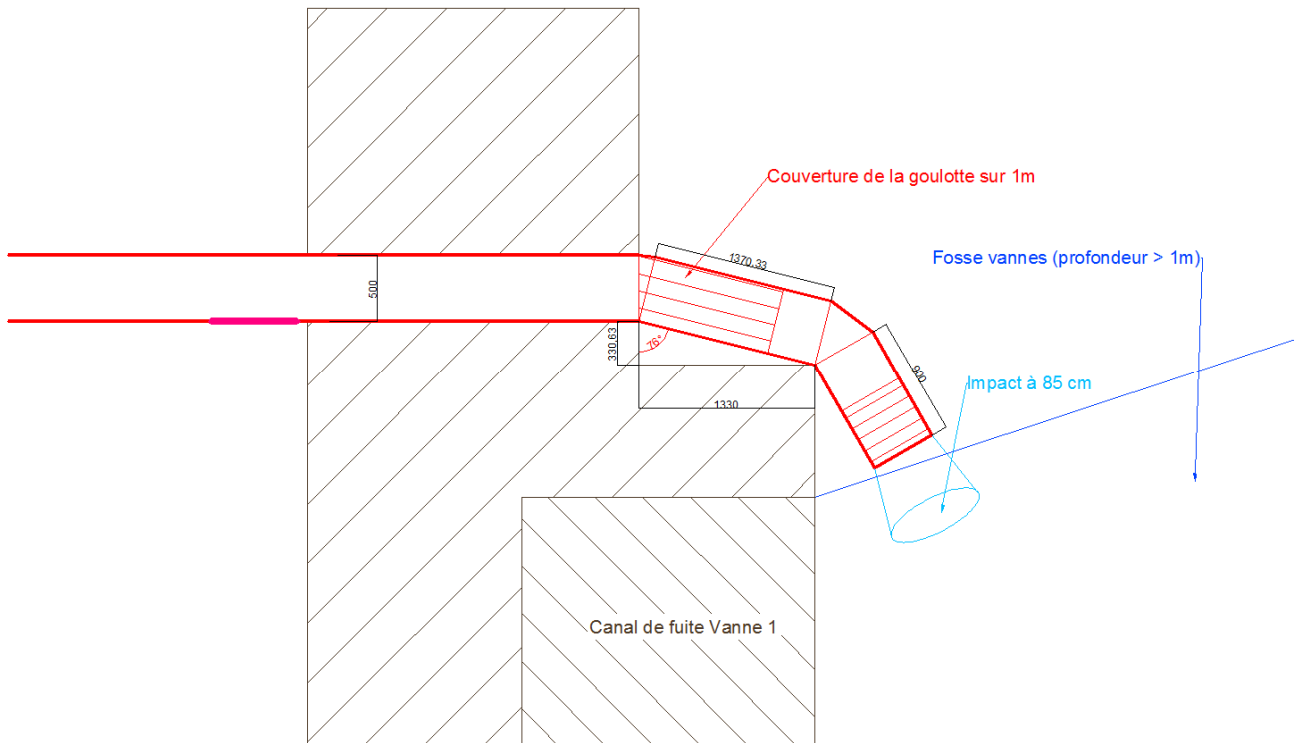 Couverture de la goulotte sur 1m
1370,33
Fosse vannes (profondeur > 1m)
500
330,63
76°
930
Impact à 85 cm
1330
Canal de fuite Vanne 1